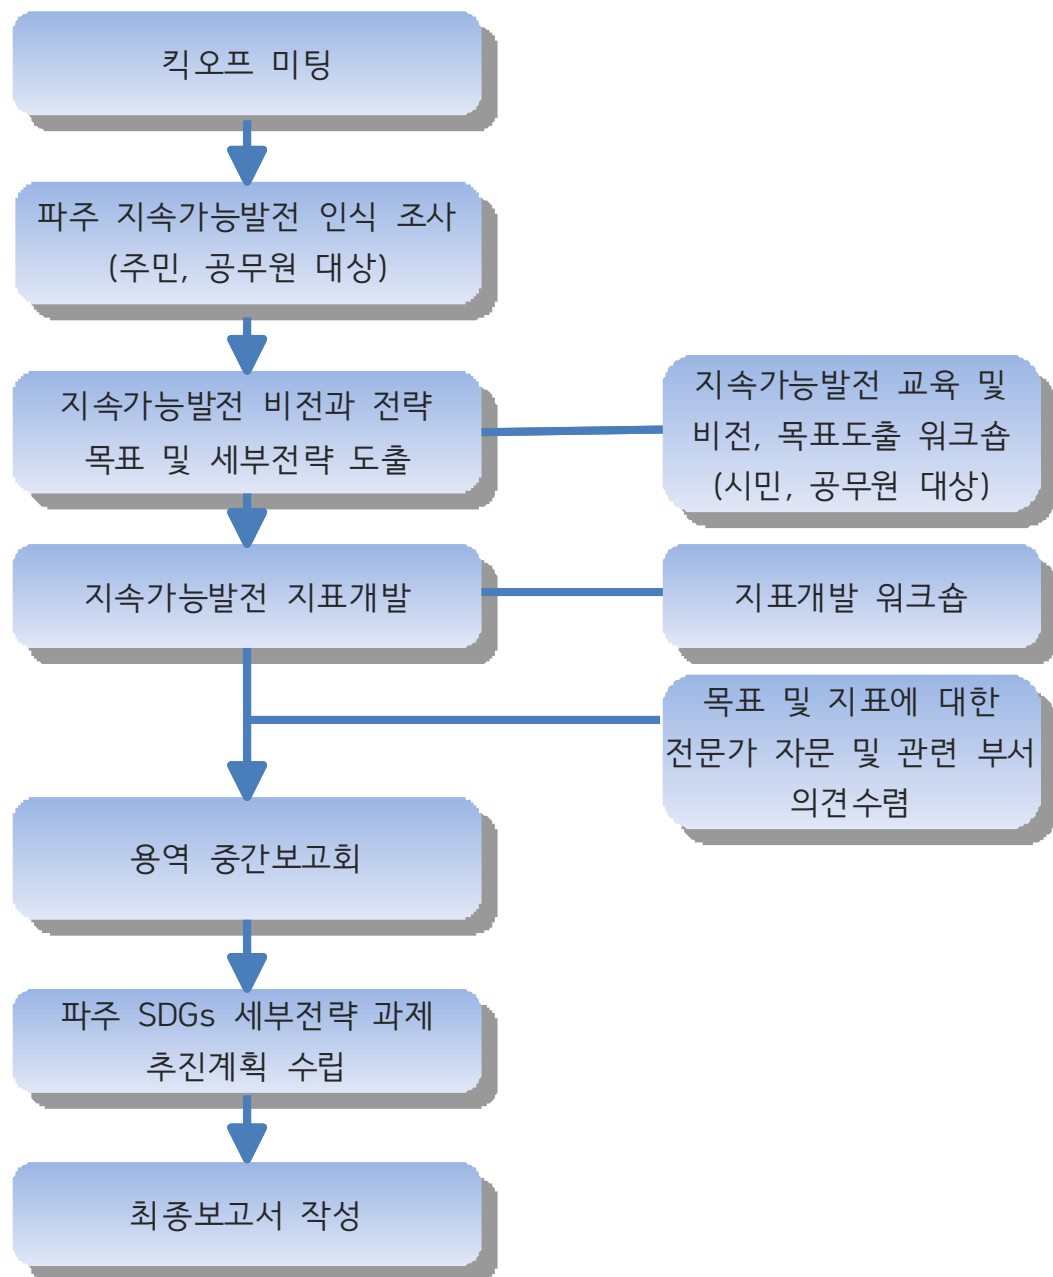 킥오프 미팅
파주 지속가능발전 인식 조사
(주민, 공무원 대상)
지속가능발전 비전과 전략
목표 및 세부전략 도출
지속가능발전 교육 및
비전, 목표도출 워크숍
(시민, 공무원 대상)
지속가능발전 지표개발
지표개발 워크숍
목표 및 지표에 대한
전문가 자문 및 관련 부서
의견수렴
용역 중간보고회
파주 SDGs 세부전략 과제
추진계획 수립
최종보고서 작성